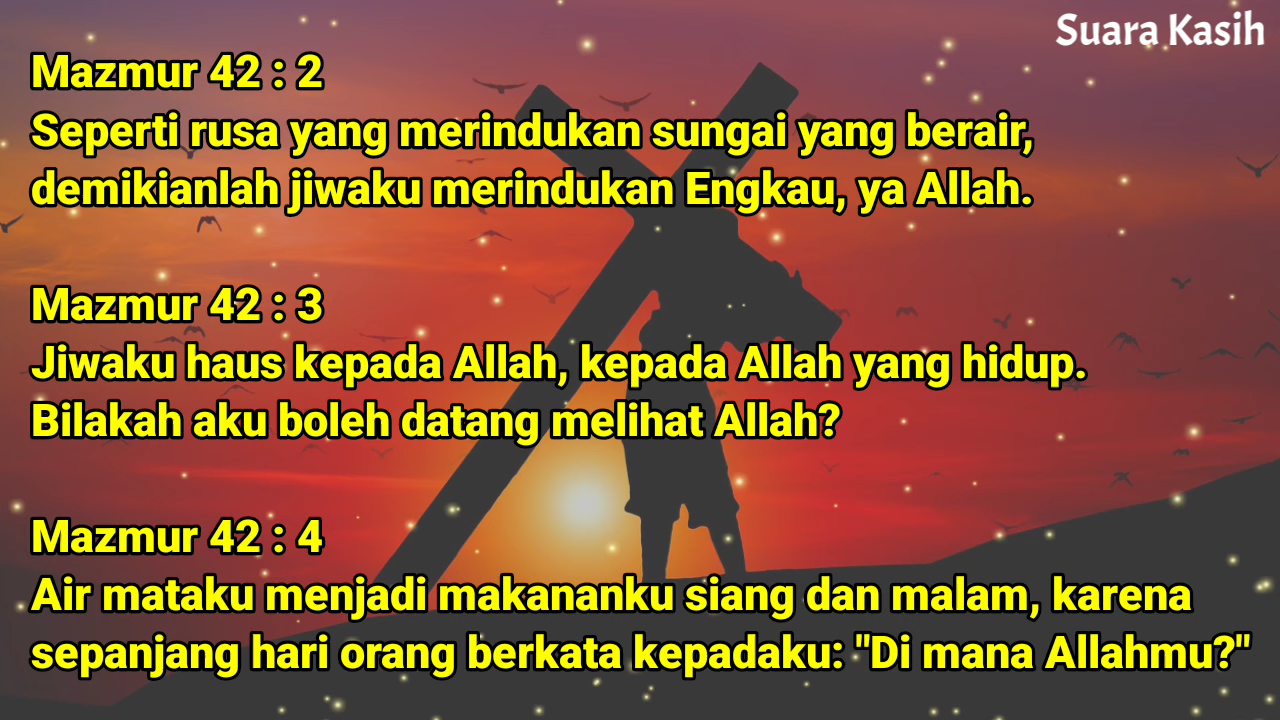 Suara Kasih
Mazmur 42 : 2
Seperti rusa yang merindukan sungai yang berair,
demikianlah jiwaku merindukan Engkau, ya Allah.
Mazmur 42 : 3
Jiwaku haus kepada Allah, kepada Allah yang hidup.
Bilakah aku boleh datang melihat Allah?
Mazmur 42 : 4
Air mataku menjadi makananku siang dan malam, karena
sepanjang hari orang berkata kepadaku: "Di mana Allahmu?"